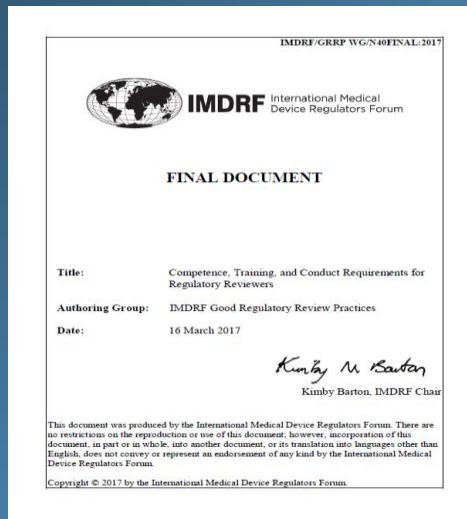 IMDRF/GRRP WG/N40FINAL:2017
IMDRF International Medical
Device Regulators Forum
FINAL DOCUMENT
Title: Competence, Training, and Conduct Requirements for
Regulatory Reviewers
Authoring Group: IMDRF Good Regulatory Review Practices
Date: 16 March 2017
Kimby M Barton
Kimby Barton, IMDRF Chair
This document was produced by the International Medical Device Regulators Forum. There are
no restrictions on the reproduction or use of this document; however, incorporation of this
document, in part or in whole, into another document, or its translation into languages other than
English, does not convey or represent an endorsement of any kind by the International Medical
Device Regulators Forum.
Copyright © 2017 by the International Medical Device Regulators Forum.